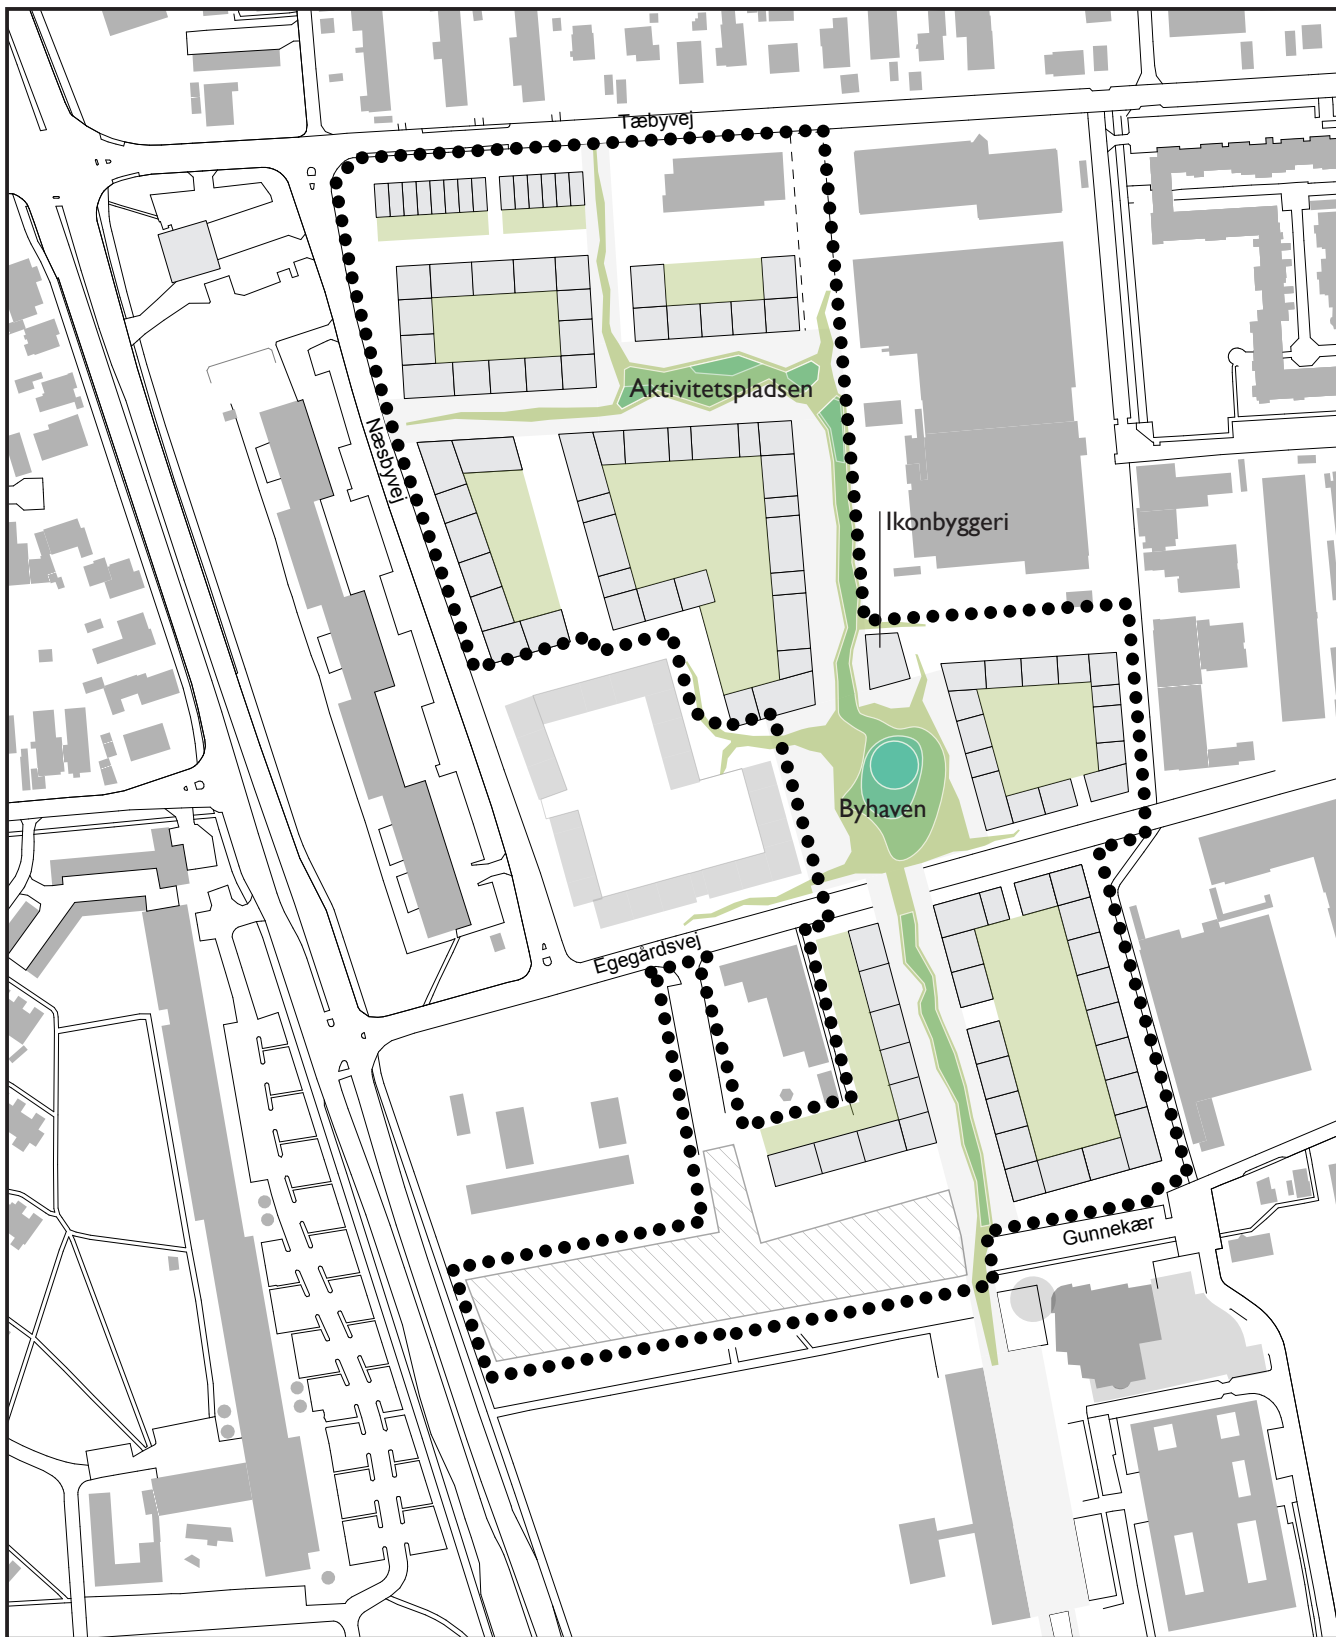 Tæbyvej
Aktivitetspladsen
Næsbyvej
Ikonbyggeri
Byhaven
Egegårdsvej
Gunnekær